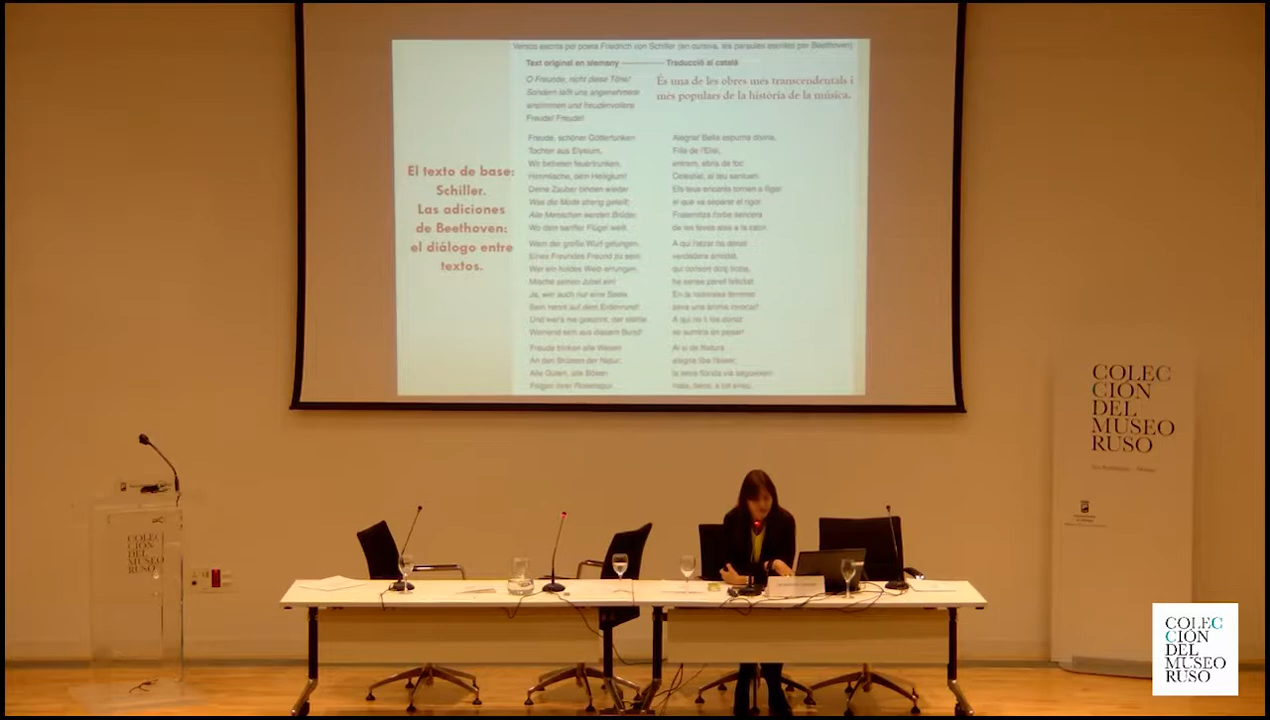 Versos escrits pel poeta Friedrich von Schiller (en cursiva, les paraules escrites per Beethoven)
Text original en alemany
Traducció al català
O Freunde, nicht diese Töne!
Sondern laßt uns angenehmere
anstimmen und freudenvollere
Freude! Freude!
És una de les obres més transcendentals i
més populars de la història de la música.
Freude, schöner Götterfunken
Tochter aus Elysium,
Wir betreten feuertrunken,
Himmlische, dein Heiligtum!
Deine Zauber binden wieder
Was die Mode streng geteilt;
Alle Menschen werden Brüder,
Wo dein sanfter Flügel weilt.
Wem der große Wurf gelungen,
Eines Freundes Freund zu sein
Wer ein holdes Weib errungen,
Mische seinen Jubel ein!
Ja, wer auch nur eine Seele
Sein nennt auf dem Erdenrund!
Und wer's nie gekonnt, der stehle
Weinend sich aus diesem Bund!
Freude trinken alle Wesen
An den Brüsten der Natur;
Alle Guten, alle Bösen
Folgen ihrer Rosenspur.
Alegria! Bella espurna divina,
Filla de l'Elisi,
entrem, ebris de foc
Celestial, al teu santuari.
Els teus encants tornen a lligar
el que va separar el rigor.
Fraternitza l'orbe sencera
de les teves ales a la calor.
A qui l'atzar ha donat
verdadera amistat,
qui consort dolç troba,
A qui no
Al si de Natura
El texto de base:
Schiller.
Las adiciones
de Beethoven:
el diálogo entre
textos.
COLEC
CIÓN
DEL
MUSEO
RUSO
COLEC
CIÓN
DEL
MUSEO
RUSO
COLEC
CIÓN
DEL
MUSEO
RUSO